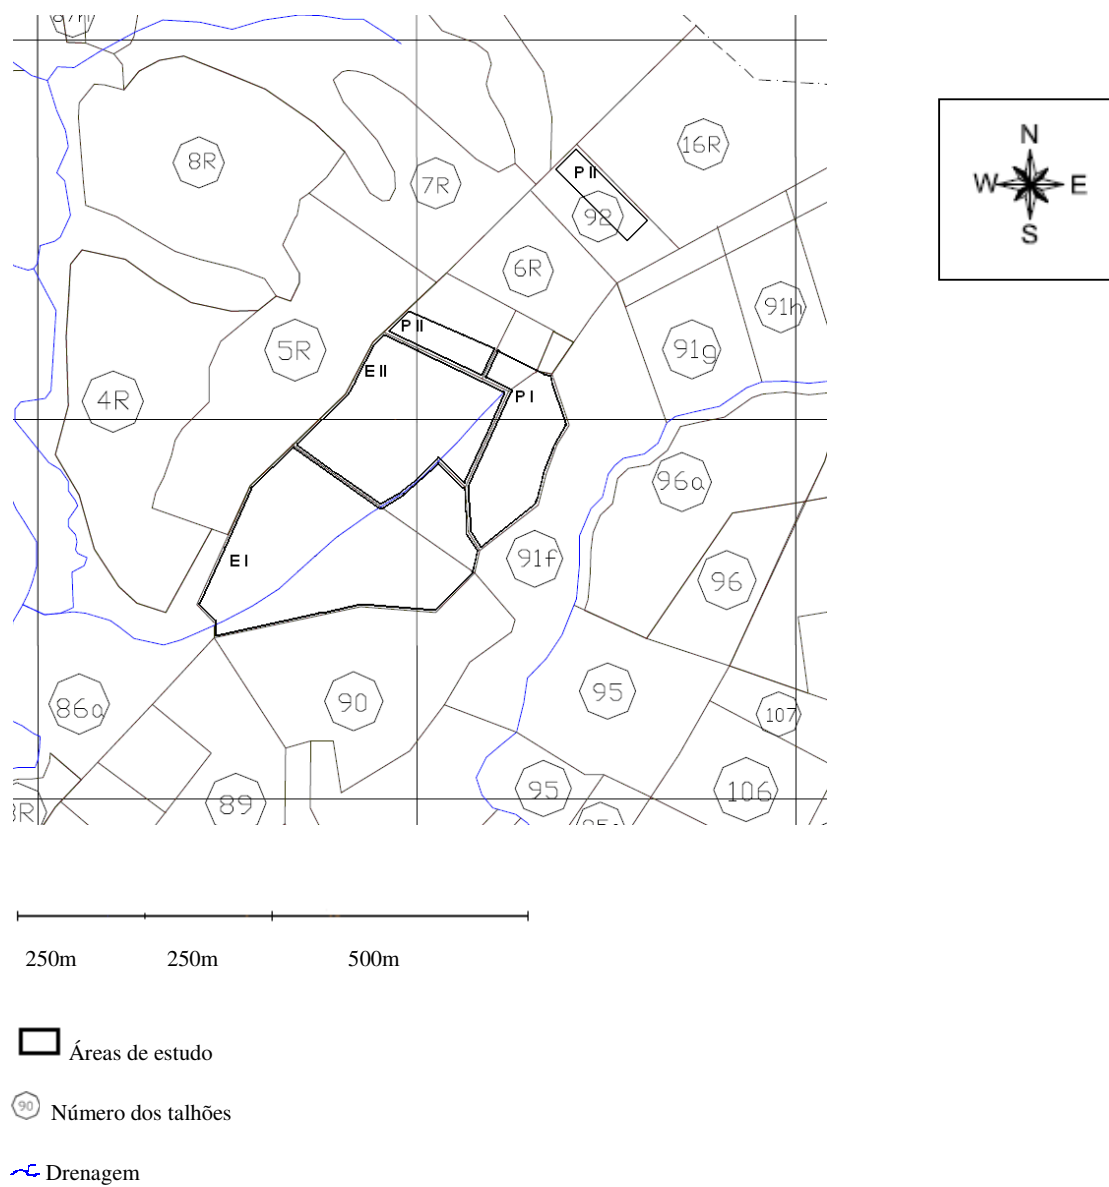 8R
16R
N
P II
7R
W E
92
S
6R
91h
P II
5R
91g
E II
P I
4R
96a
E I
91f
96
95
90
86a
107
95
106
89
250m 250m 500m
Áreas de estudo
90 Número dos talhões
Drenagem